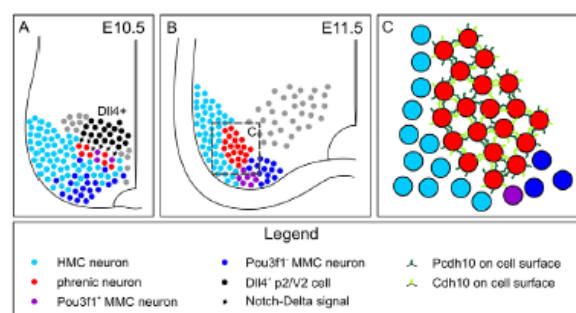 A E10.5
B E11.5
C
Dll4+
C
Legend
HMC neuron
Pou3f1⁻ MMC neuron
Pcdh10 on cell surface
phrenic neuron
Dll4⁺ p2/V2 cell
Cdh10 on cell surface
Pou3f1⁺ MMC neuron
Notch-Delta signal